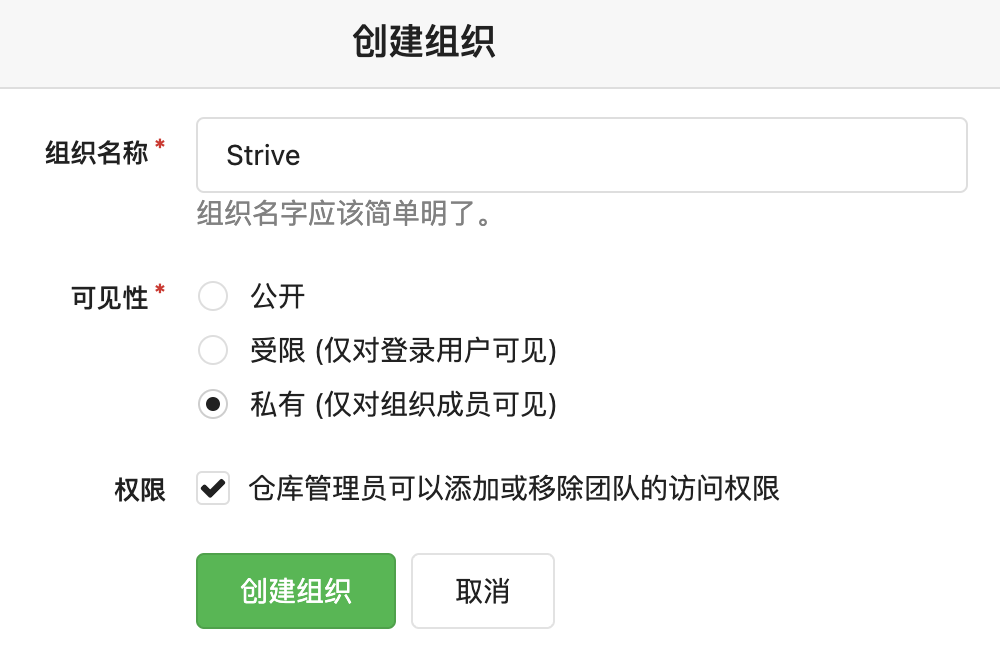 创建组织
组织名称*
Strive
组织名字应该简单明了。
可见性*
公开
受限 (仅对登录用户可见)
私有 (仅对组织成员可见)
权限
仓库管理员可以添加或移除团队的访问权限
创建组织
取消